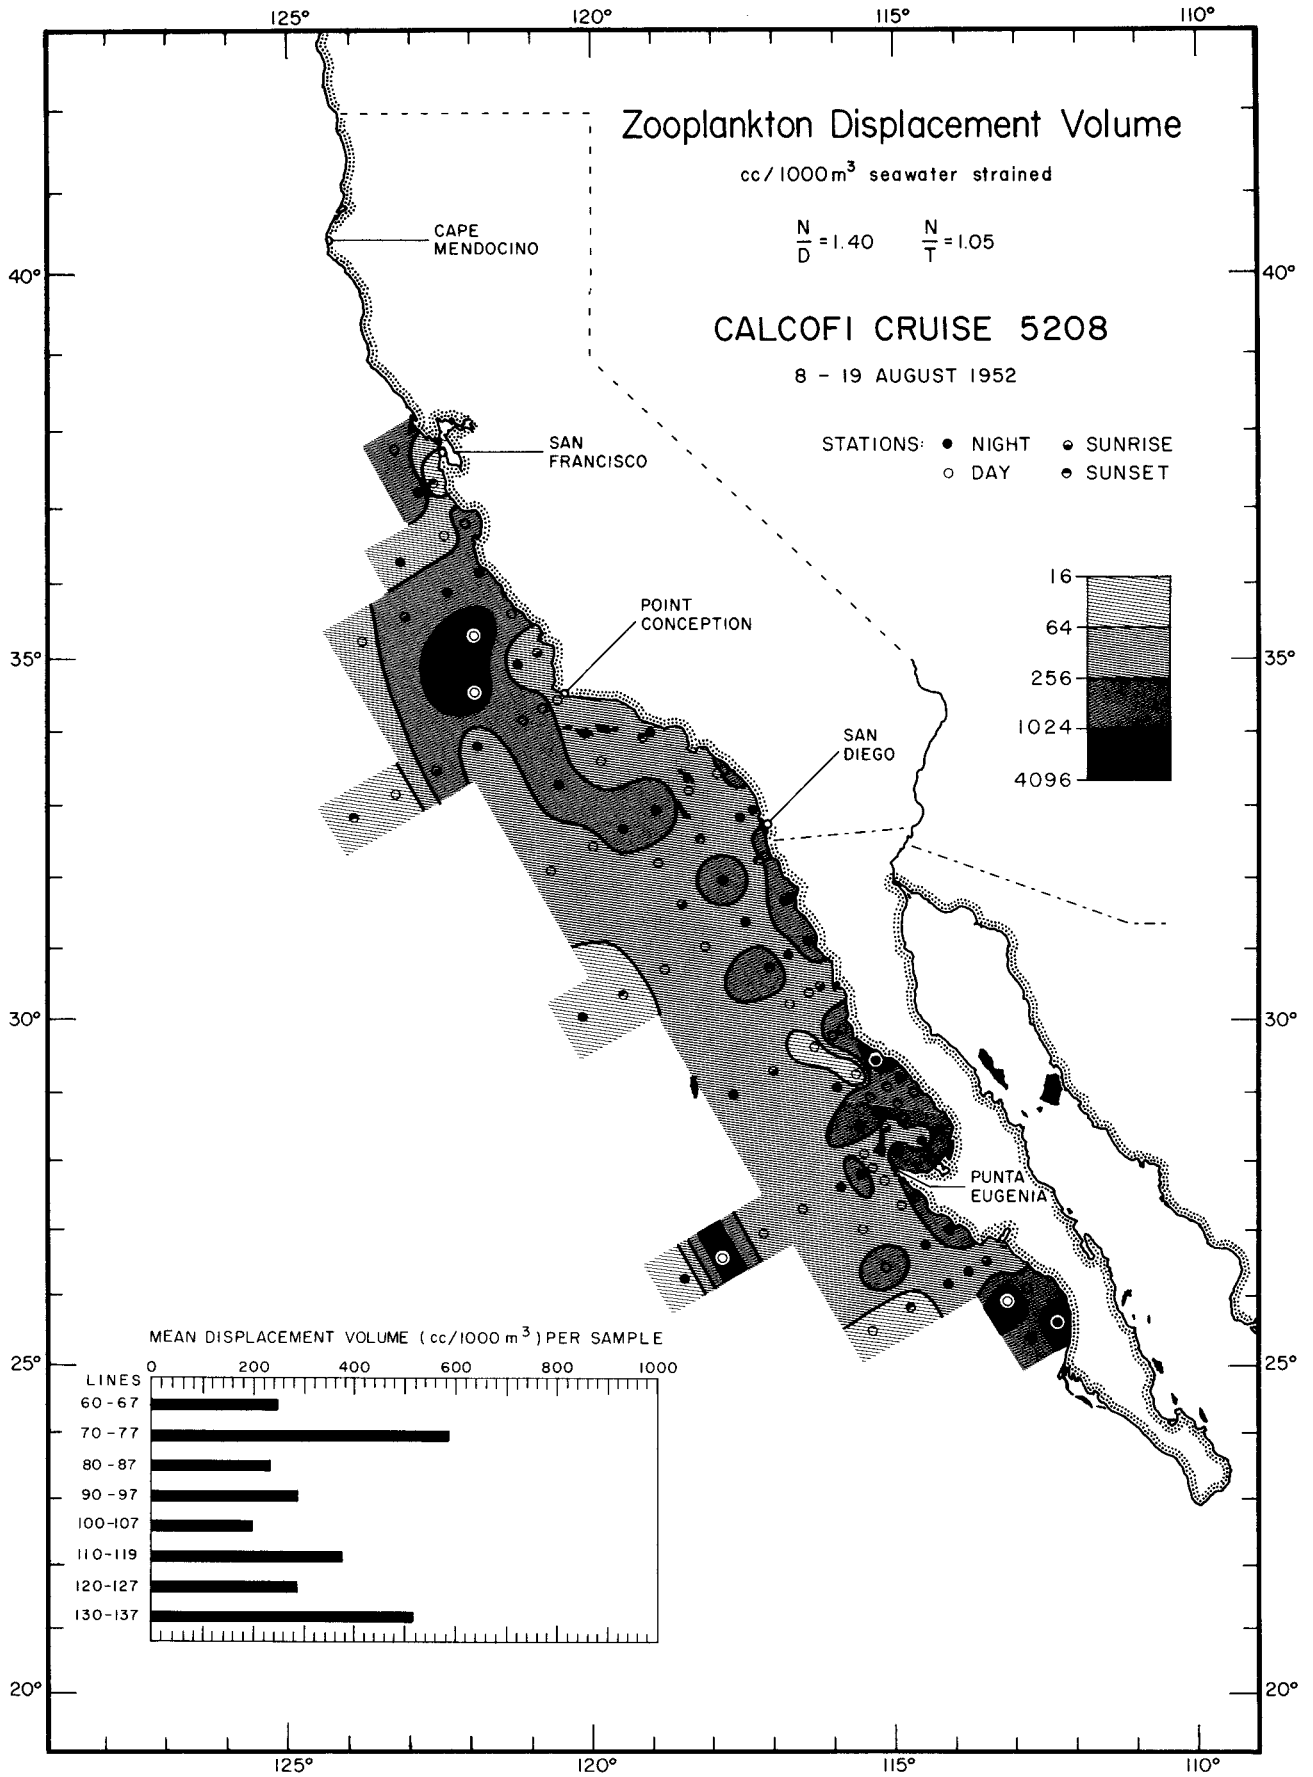 125° 120° 115° 110°
Zooplankton Displacement Volume
cc/1000m³ seawater strained
N/D = 1.40 N/T = 1.05
CAPE
MENDOCINO
40° 40°
CALCOFI CRUISE 5208
8 – 19 AUGUST 1952
STATIONS: ● NIGHT SUNRISE
○ DAY SUNSET
SAN
FRANCISCO
16
64
256
1024
4096
POINT
CONCEPTION
35° 35°
SAN
DIEGO
30° 30°
PUNTA
EUGENIA
MEAN DISPLACEMENT VOLUME (cc/1000 m³) PER SAMPLE
25° 25°
0 200 400 600 800 1000
LINES
60-67
70-77
80-87
90-97
100-107
110-119
120-127
130-137
20° 20°
125° 120° 115° 110°